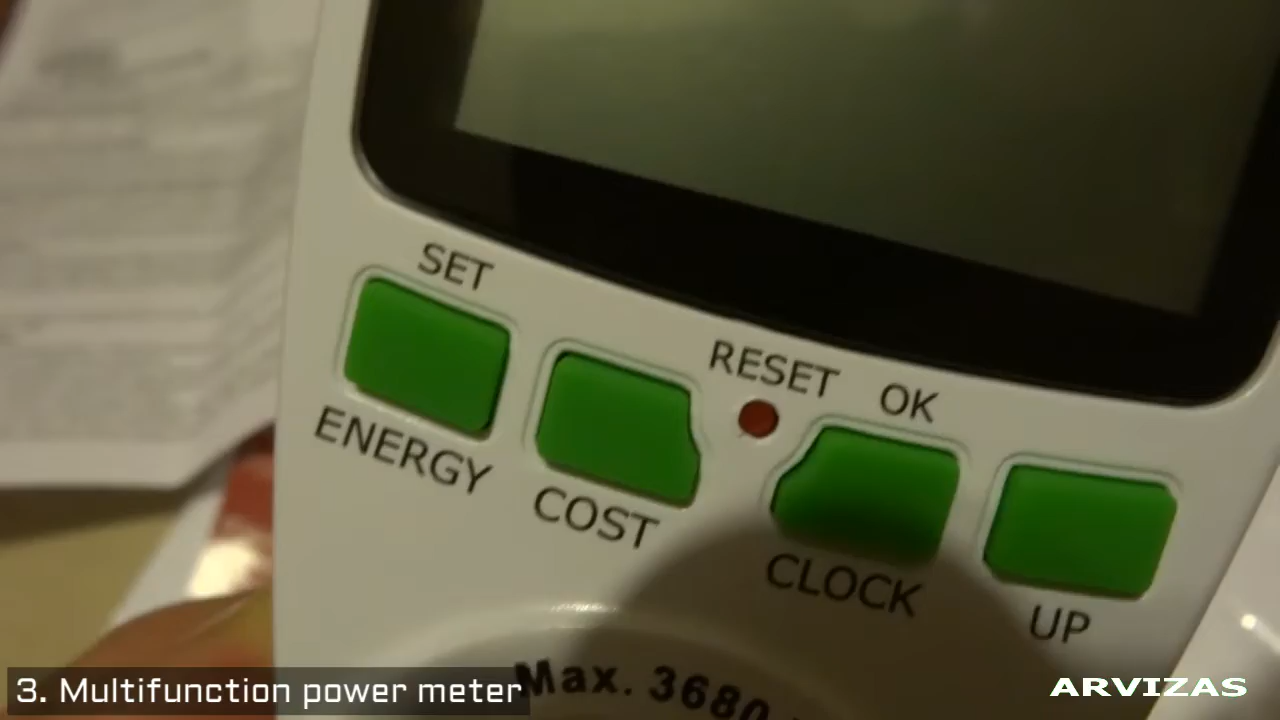 SET
RESET OK
ENERGY
COST
CLOCK
UP
Max. 3680
3. Multifunction power meter
ARVIZAS